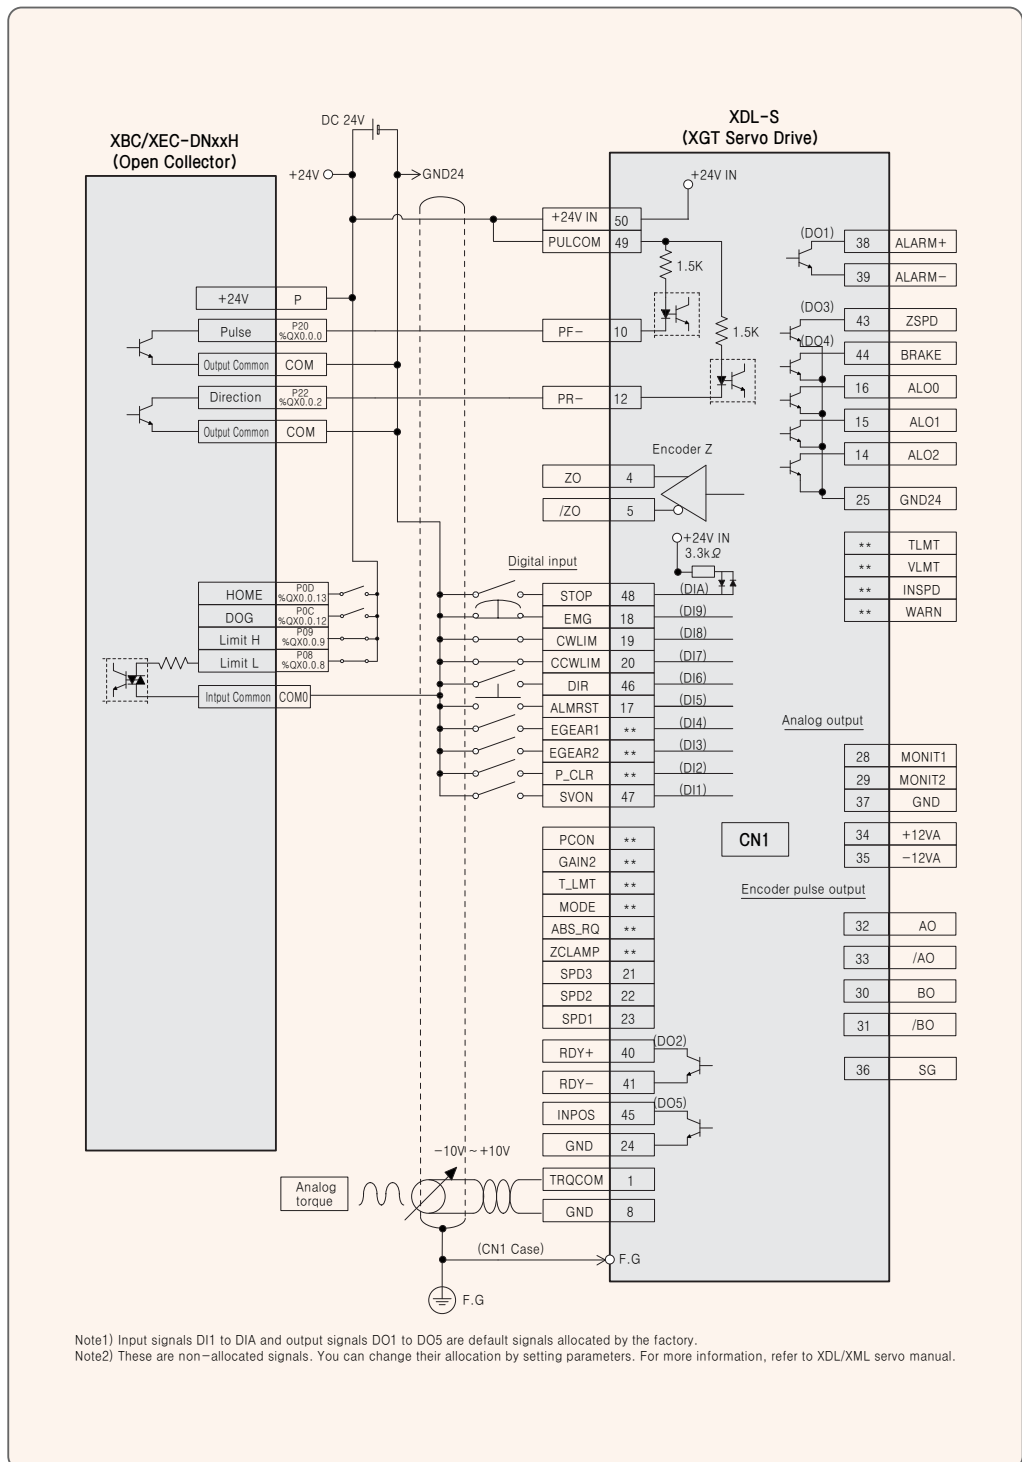 DC 24V
XBC/XEC-DNxxH
(Open Collector)
+24V
GND24
XDL-S
(XGT Servo Drive)
+24V IN
+24V IN 50
PULCOM 49
1.5K
1.5K
+24V P
Pulse P20 %QX0.0.0
Output Common COM
Direction P22 %QX0.0.2
Output Common COM
PF- 10
PR- 12
Encoder Z
ZO 4
/ZO 5
+24V IN
3.3kΩ
Digital input
HOME P0D %QX0.0.13
DOG P0C %QX0.0.12
Limit H P09 %QX0.0.9
Limit L P08 %QX0.0.8
Intput Common COM0
STOP 48 (DIA)
EMG 18 (DI9)
CWLIM 19 (DI8)
CCWLIM 20 (DI7)
DIR 46 (DI6)
ALMRST 17 (DI5)
EGEAR1 ** (DI4)
EGEAR2 ** (DI3)
P_CLR ** (DI2)
SVON 47 (DI1)
PCON **
GAIN2 **
T_LMT **
MODE **
ABS_RQ **
ZCLAMP **
SPD3 21
SPD2 22
SPD1 23
RDY+ 40 (DO2)
RDY- 41
INPOS 45 (DO5)
GND 24
TRQCOM 1
GND 8
(DO1)
38 ALARM+
39 ALARM-
(DO3)
43 ZSPD
(DO4)
44 BRAKE
16 ALO0
15 ALO1
14 ALO2
25 GND24
** TLMT
** VLMT
** INSPD
** WARN
Analog output
28 MONIT1
29 MONIT2
37 GND
34 +12VA
35 -12VA
CN1
Encoder pulse output
32 AO
33 /AO
30 BO
31 /BO
36 SG
-10V ~ +10V
Analog
torque
(CN1 Case)
F.G
F.G
Note1) Input signals DI1 to DIA and output signals DO1 to DO5 are default signals allocated by the factory.
Note2) These are non-allocated signals. You can change their allocation by setting parameters. For more information, refer to XDL/XML servo manual.